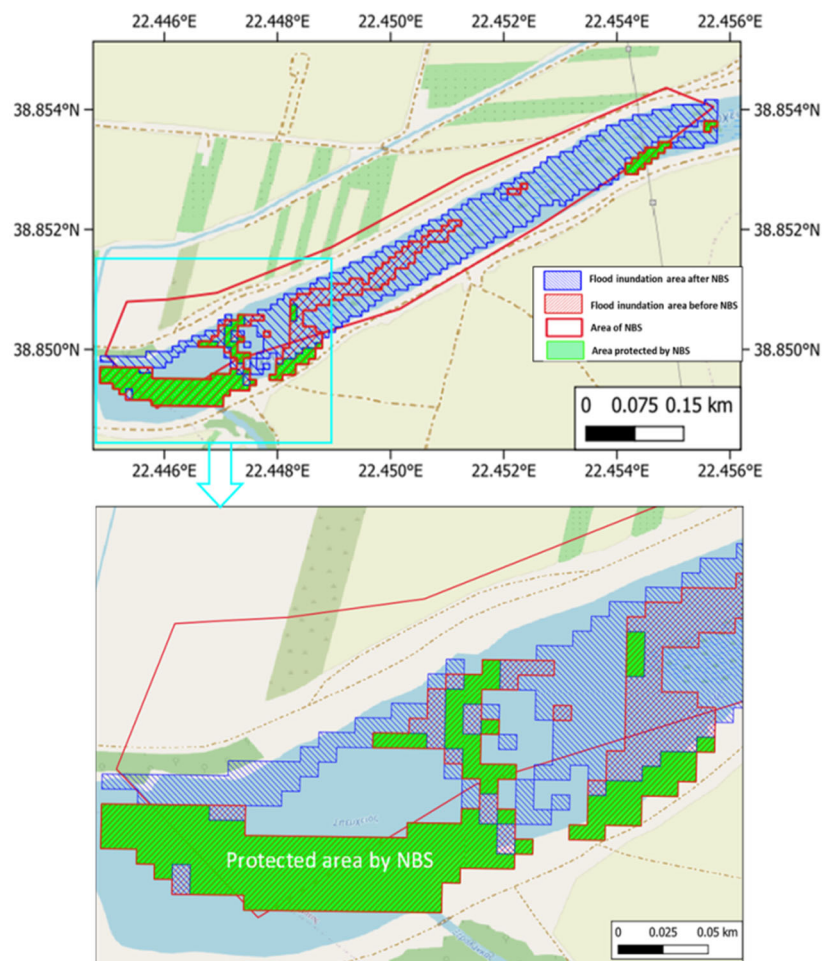 22.446°E 22.448°E 22.450°E 22.452°E 22.454°E 22.456°E
38.854°N 38.854°N
38.852°N 38.852°N
Flood inundation area after NBS
Flood inundation area before NBS
Area of NBS
Area protected by NBS
38.850°N 38.850°N
0 0.075 0.15 km
22.446°E 22.448°E 22.450°E 22.452°E 22.454°E 22.456°E
Protected area by NBS
0 0.025 0.05 km